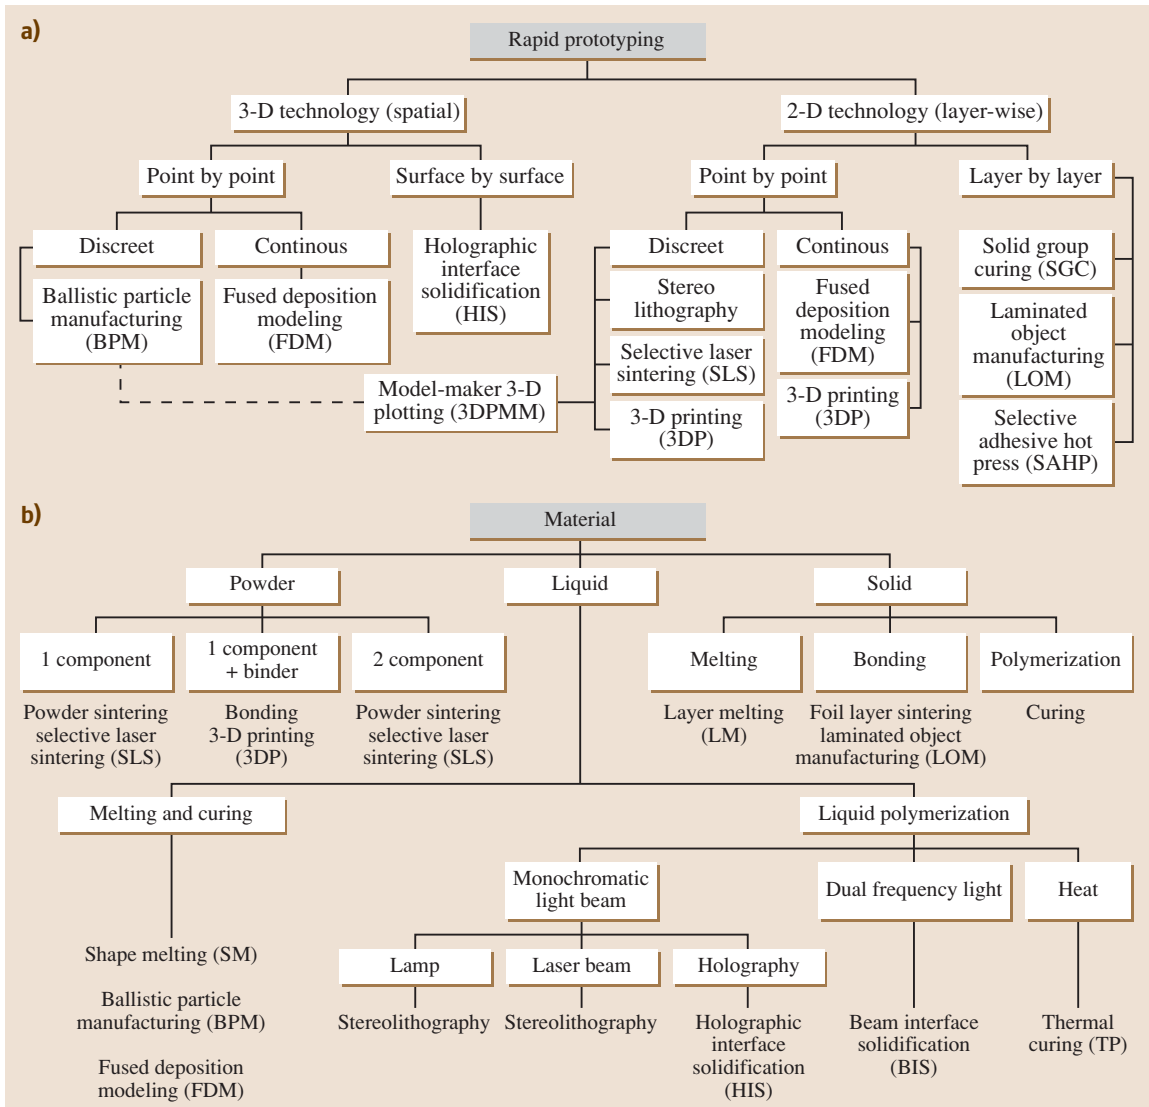 a)
Rapid prototyping
3-D technology (spatial)
2-D technology (layer-wise)
Point by point
Surface by surface
Point by point
Layer by layer
Discreet
Continous
Holographic
interface
solidification
(HIS)
Discreet
Continous
Solid group
curing (SGC)
Ballistic particle
manufacturing
(BPM)
Fused deposition
modeling
(FDM)
Stereo
lithography
Fused
deposition
modeling
(FDM)
Laminated
object
manufacturing
(LOM)
Selective laser
sintering (SLS)
Model-maker 3-D
plotting (3DPMM)
3-D printing
(3DP)
3-D printing
(3DP)
Selective
adhesive hot
press (SAHP)
b)
Material
Powder
Liquid
Solid
1 component
1 component
+ binder
2 component
Melting
Bonding
Polymerization
Powder sintering
selective laser
sintering (SLS)
Bonding
3-D printing
(3DP)
Powder sintering
selective laser
sintering (SLS)
Layer melting
(LM)
Foil layer sintering
laminated object
manufacturing (LOM)
Curing
Melting and curing
Liquid polymerization
Monochromatic
light beam
Dual frequency light
Heat
Shape melting (SM)
Ballistic particle
manufacturing (BPM)
Fused deposition
modeling (FDM)
Lamp
Laser beam
Holography
Stereolithography
Stereolithography
Holographic
interface
solidification
(HIS)
Beam interface
solidification
(BIS)
Thermal
curing (TP)